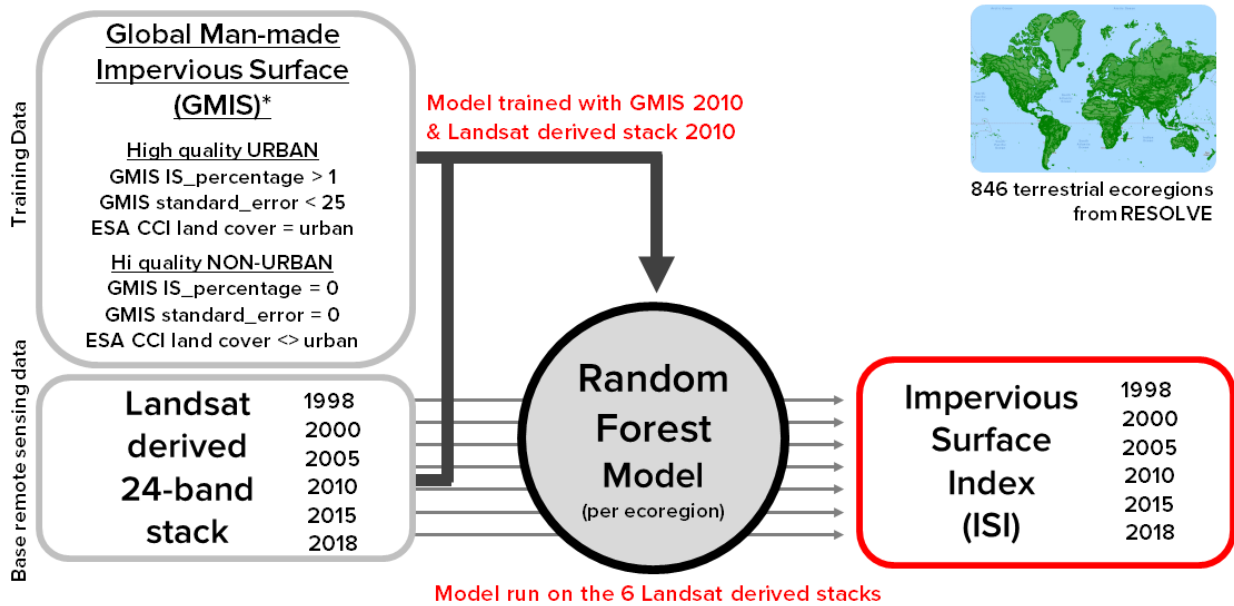 Training Data
Global Man-made
Impervious Surface
(GMIS)*
High quality URBAN
GMIS IS_percentage > 1
GMIS standard_error < 25
ESA CCI land cover = urban
Hi quality NON-URBAN
GMIS IS_percentage = 0
GMIS standard_error = 0
ESA CCI land cover <> urban
Model trained with GMIS 2010
& Landsat derived stack 2010
846 terrestrial ecoregions
from RESOLVE
Base remote sensing data
Landsat
derived
24-band
stack
1998
2000
2005
2010
2015
2018
Random
Forest
Model
(per ecoregion)
Impervious
Surface
Index
(ISI)
1998
2000
2005
2010
2015
2018
Model run on the 6 Landsat derived stacks